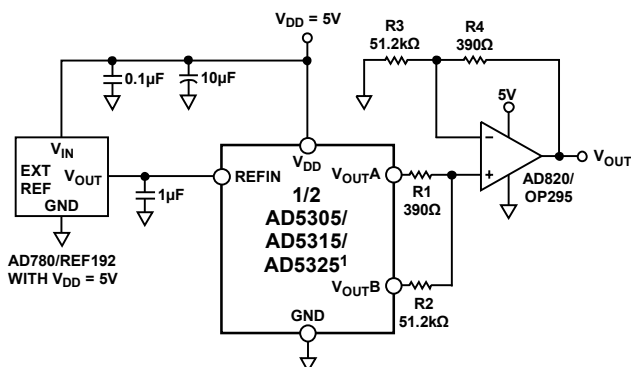 V_DD = 5V
0.1µF
10µF
R3
51.2kΩ
R4
390Ω
5V
V_IN
EXT
REF
V_OUT
GND
1µF
REFIN
V_DD
1/2
AD5305/
AD5315/
AD5325¹
V_OUTA
V_OUTB
GND
R1
390Ω
R2
51.2kΩ
−
+
V_OUT
AD820/
OP295
AD780/REF192
WITH V_DD = 5V